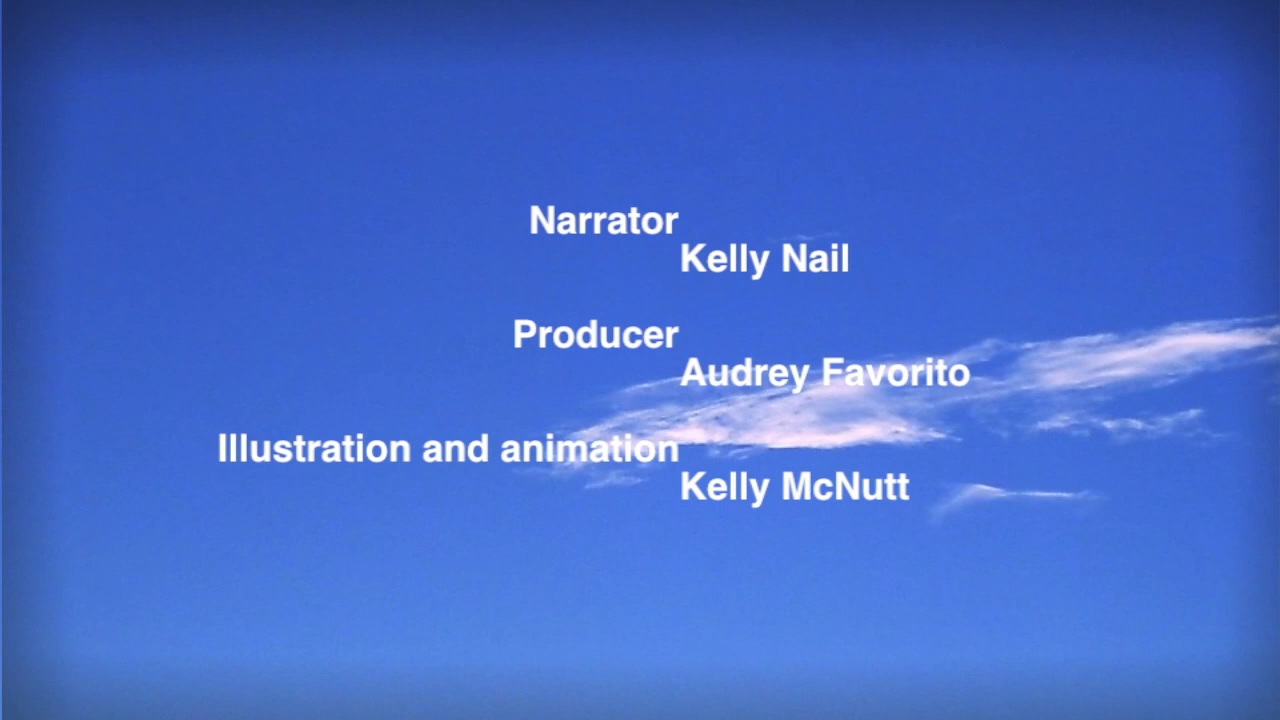 Narrator
Kelly Nail
Producer
Audrey Favorito
Illustration and animation
Kelly McNutt